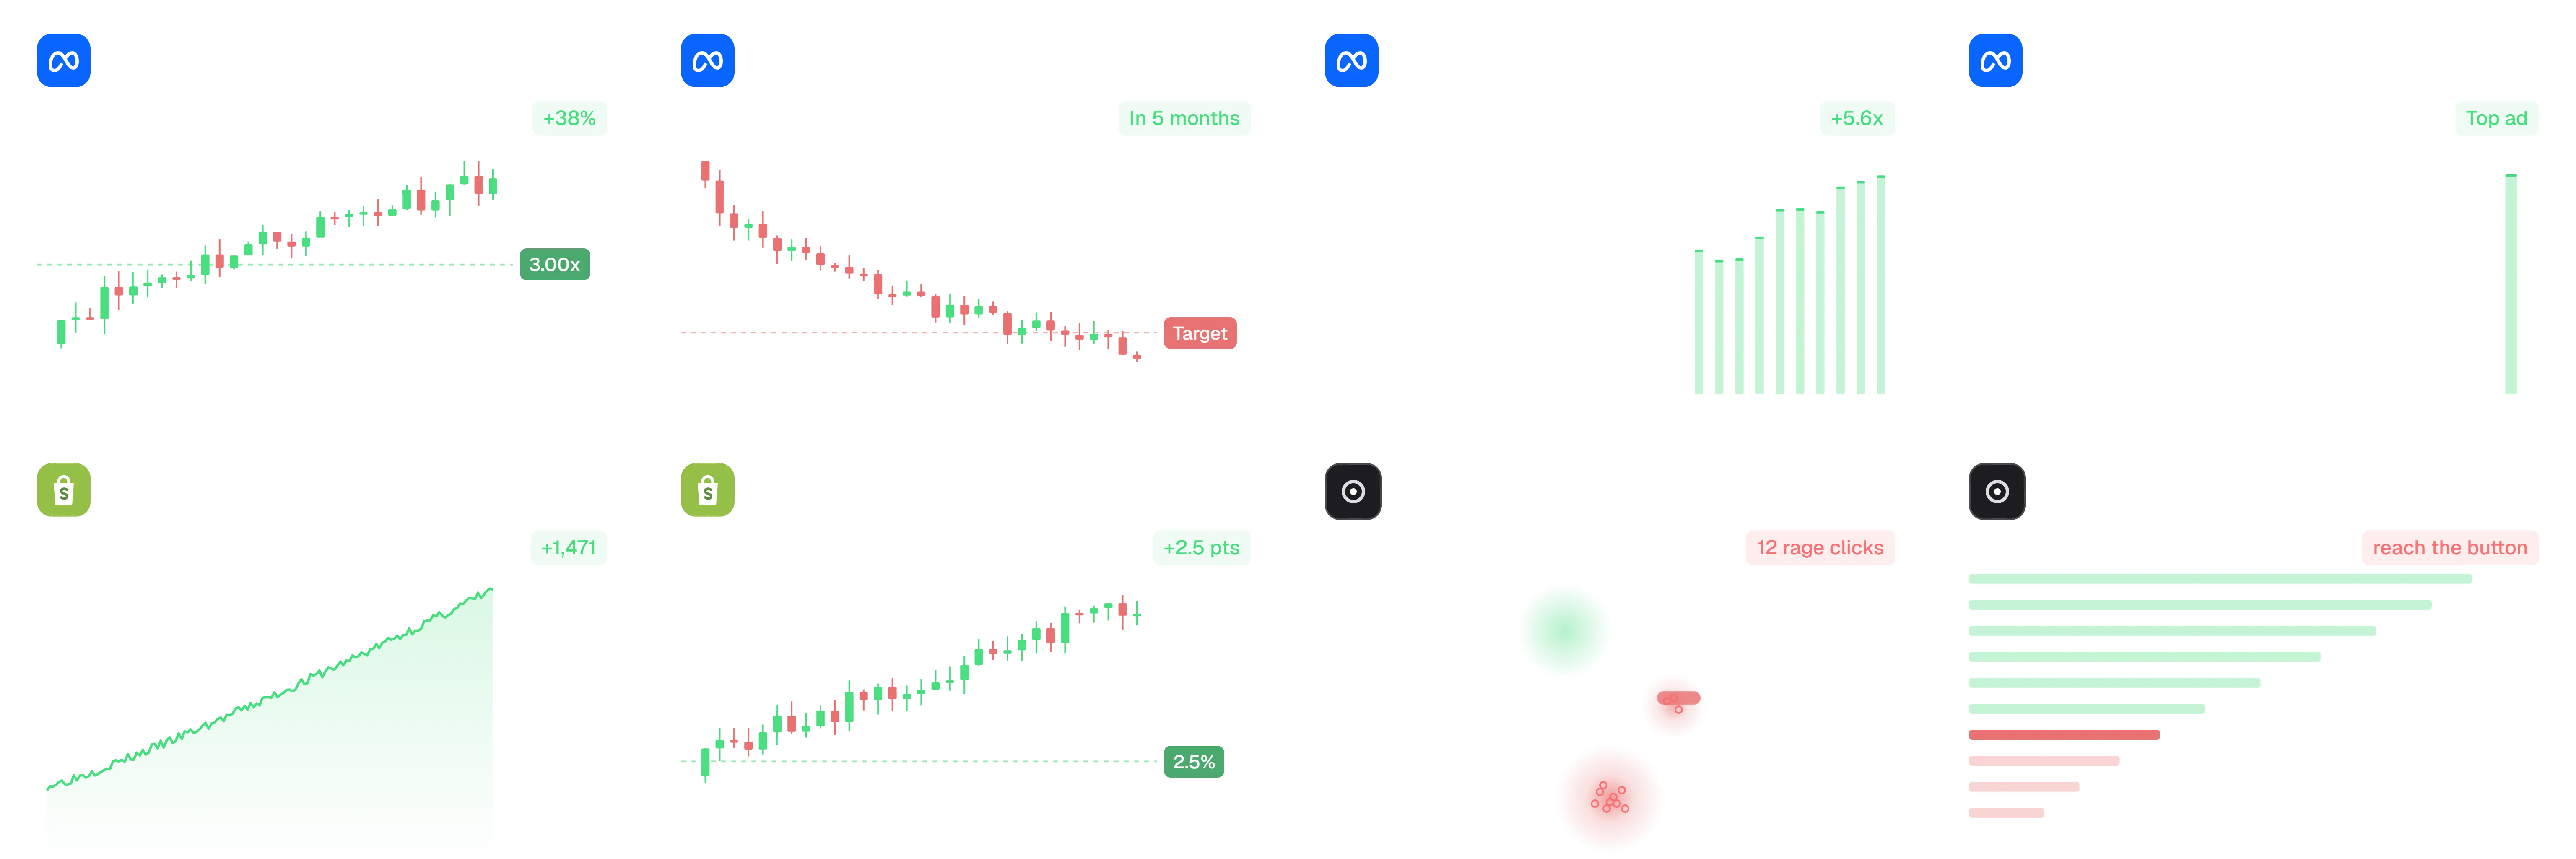 +38%
3.00x
In 5 months
Target
+5.6x
Top ad
+1,471
+2.5 pts
2.5%
12 rage clicks
reach the button